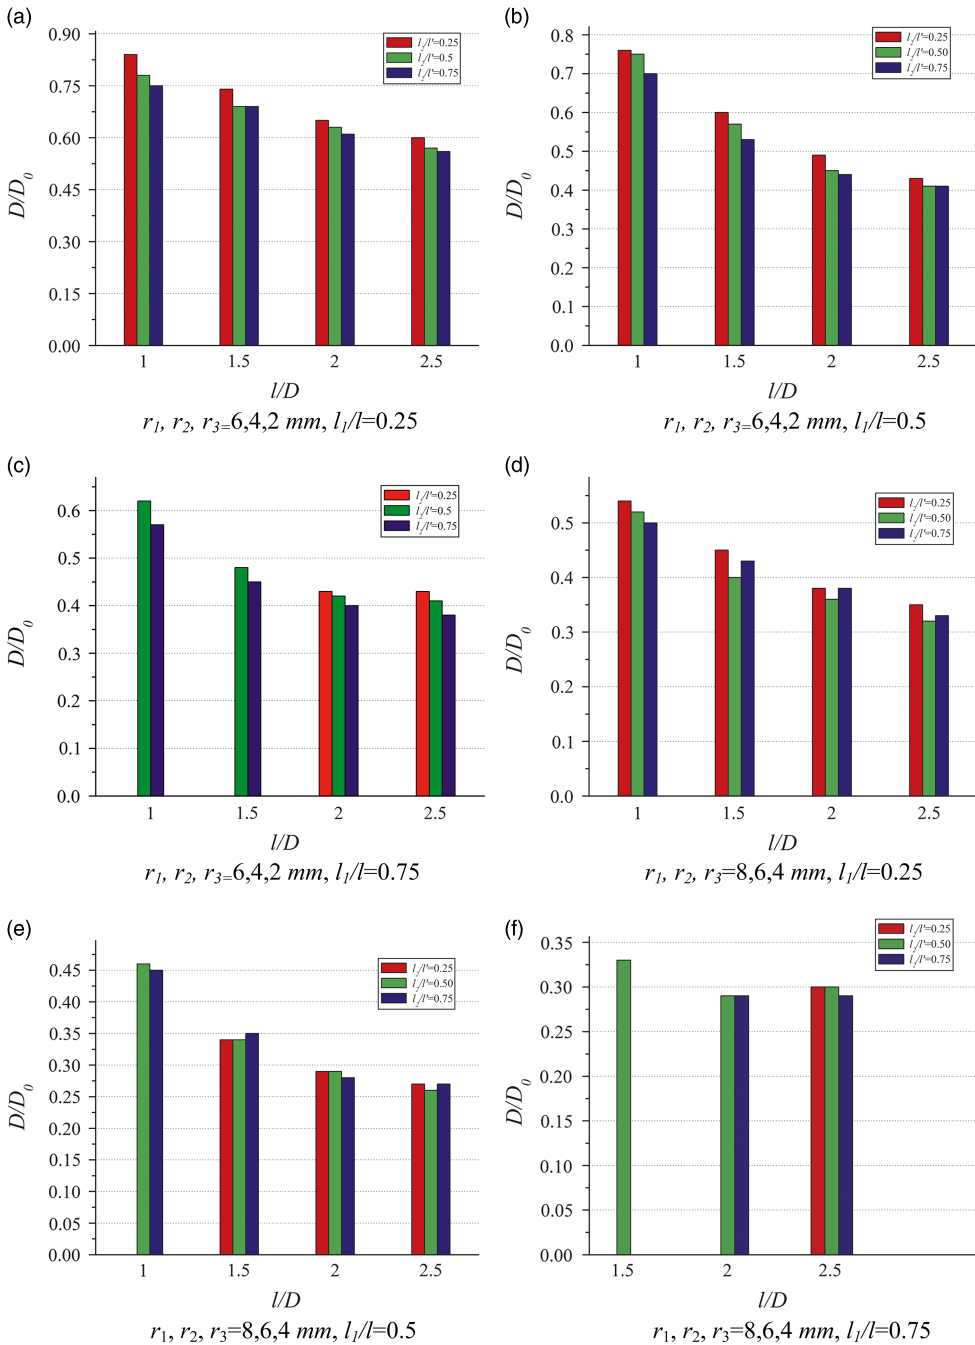 (a)
0.90
0.75
0.60
0.45
0.30
0.15
0.00
D/D0
l2/l'=0.25
l2/l'=0.5
l2/l'=0.75
1 1.5 2 2.5
l/D
r1, r2, r3=6,4,2 mm, l1/l=0.25
(b)
0.8
0.7
0.6
0.5
0.4
0.3
0.2
0.1
0.0
D/D0
l2/l'=0.25
l2/l'=0.50
l2/l'=0.75
1 1.5 2 2.5
l/D
r1, r2, r3=6,4,2 mm, l1/l=0.5
(c)
0.6
0.5
0.4
0.3
0.2
0.1
0.0
D/D0
l2/l'=0.25
l2/l'=0.5
l2/l'=0.75
1 1.5 2 2.5
l/D
r1, r2, r3=6,4,2 mm, l1/l=0.75
(d)
0.5
0.4
0.3
0.2
0.1
0.0
D/D0
l2/l'=0.25
l2/l'=0.50
l2/l'=0.75
1 1.5 2 2.5
l/D
r1, r2, r3=8,6,4 mm, l1/l=0.25
(e)
0.45
0.40
0.35
0.30
0.25
0.20
0.15
0.10
0.05
0.00
D/D0
l2/l'=0.25
l2/l'=0.50
l2/l'=0.75
1 1.5 2 2.5
l/D
r1, r2, r3=8,6,4 mm, l1/l=0.5
(f)
0.35
0.30
0.25
0.20
0.15
0.10
0.05
0.00
D/D0
l2/l'=0.25
l2/l'=0.50
l2/l'=0.75
1.5 2 2.5
l/D
r1, r2, r3=8,6,4 mm, l1/l=0.75